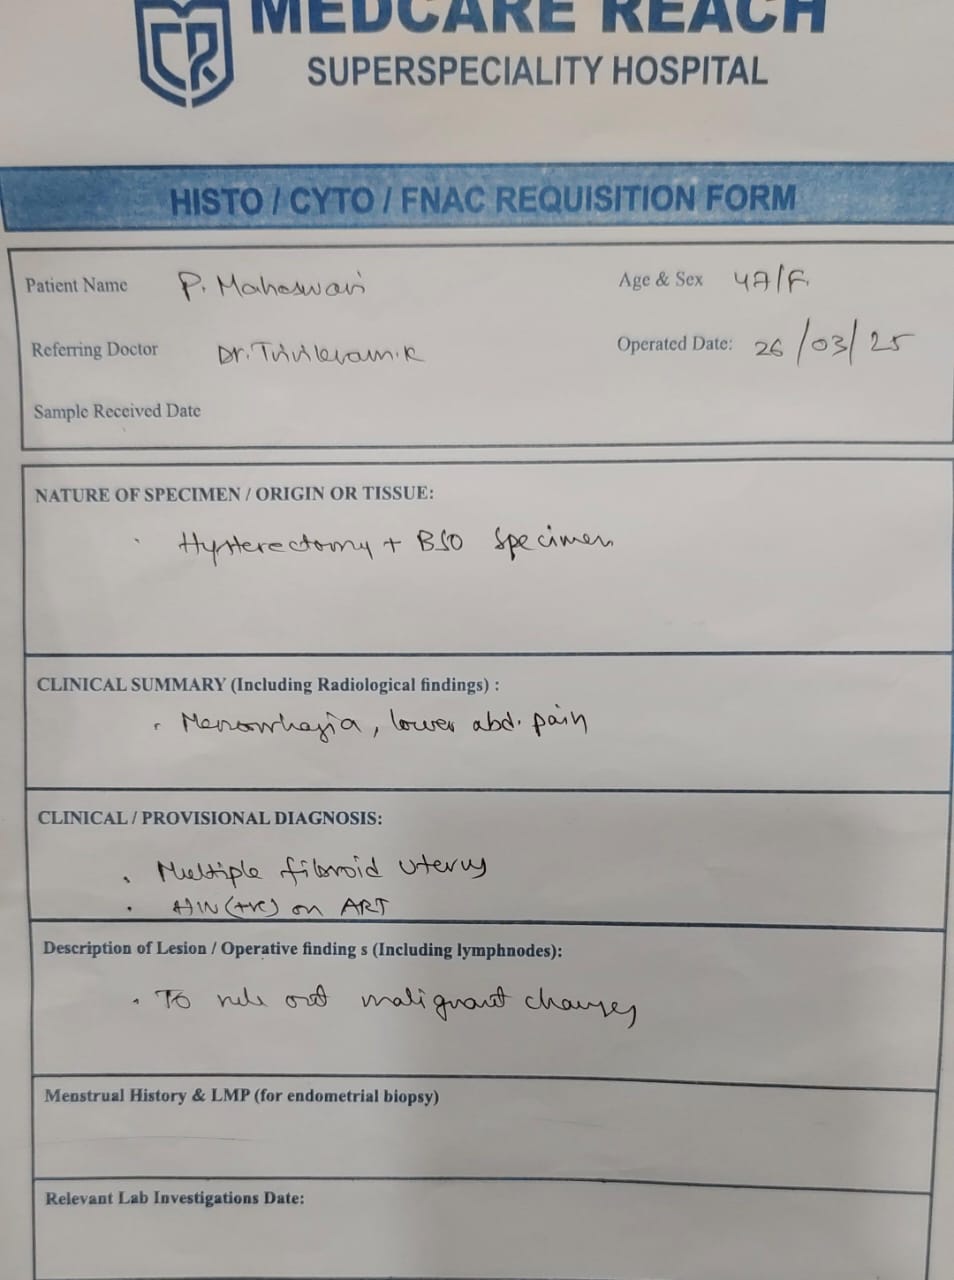 MEDCARE REACH
SUPERSPECIALITY HOSPITAL
HISTO / CYTO / FNAC REQUISITION FORM
Patient Name P. Maheswari Age & Sex 47/F
Referring Doctor Dr. Trivikram.K Operated Date: 26/03/25
Sample Received Date
NATURE OF SPECIMEN / ORIGIN OR TISSUE:
Hysterectomy + BSO Specimen
CLINICAL SUMMARY (Including Radiological findings) :
Menorrhagia, lower abd. pain
CLINICAL / PROVISIONAL DIAGNOSIS:
Multiple fibroid uterus
HIV (+ve) on ART
Description of Lesion / Operative finding s (Including lymphnodes):
To rule out malignant changes
Menstrual History & LMP (for endometrial biopsy)
Relevant Lab Investigations Date: